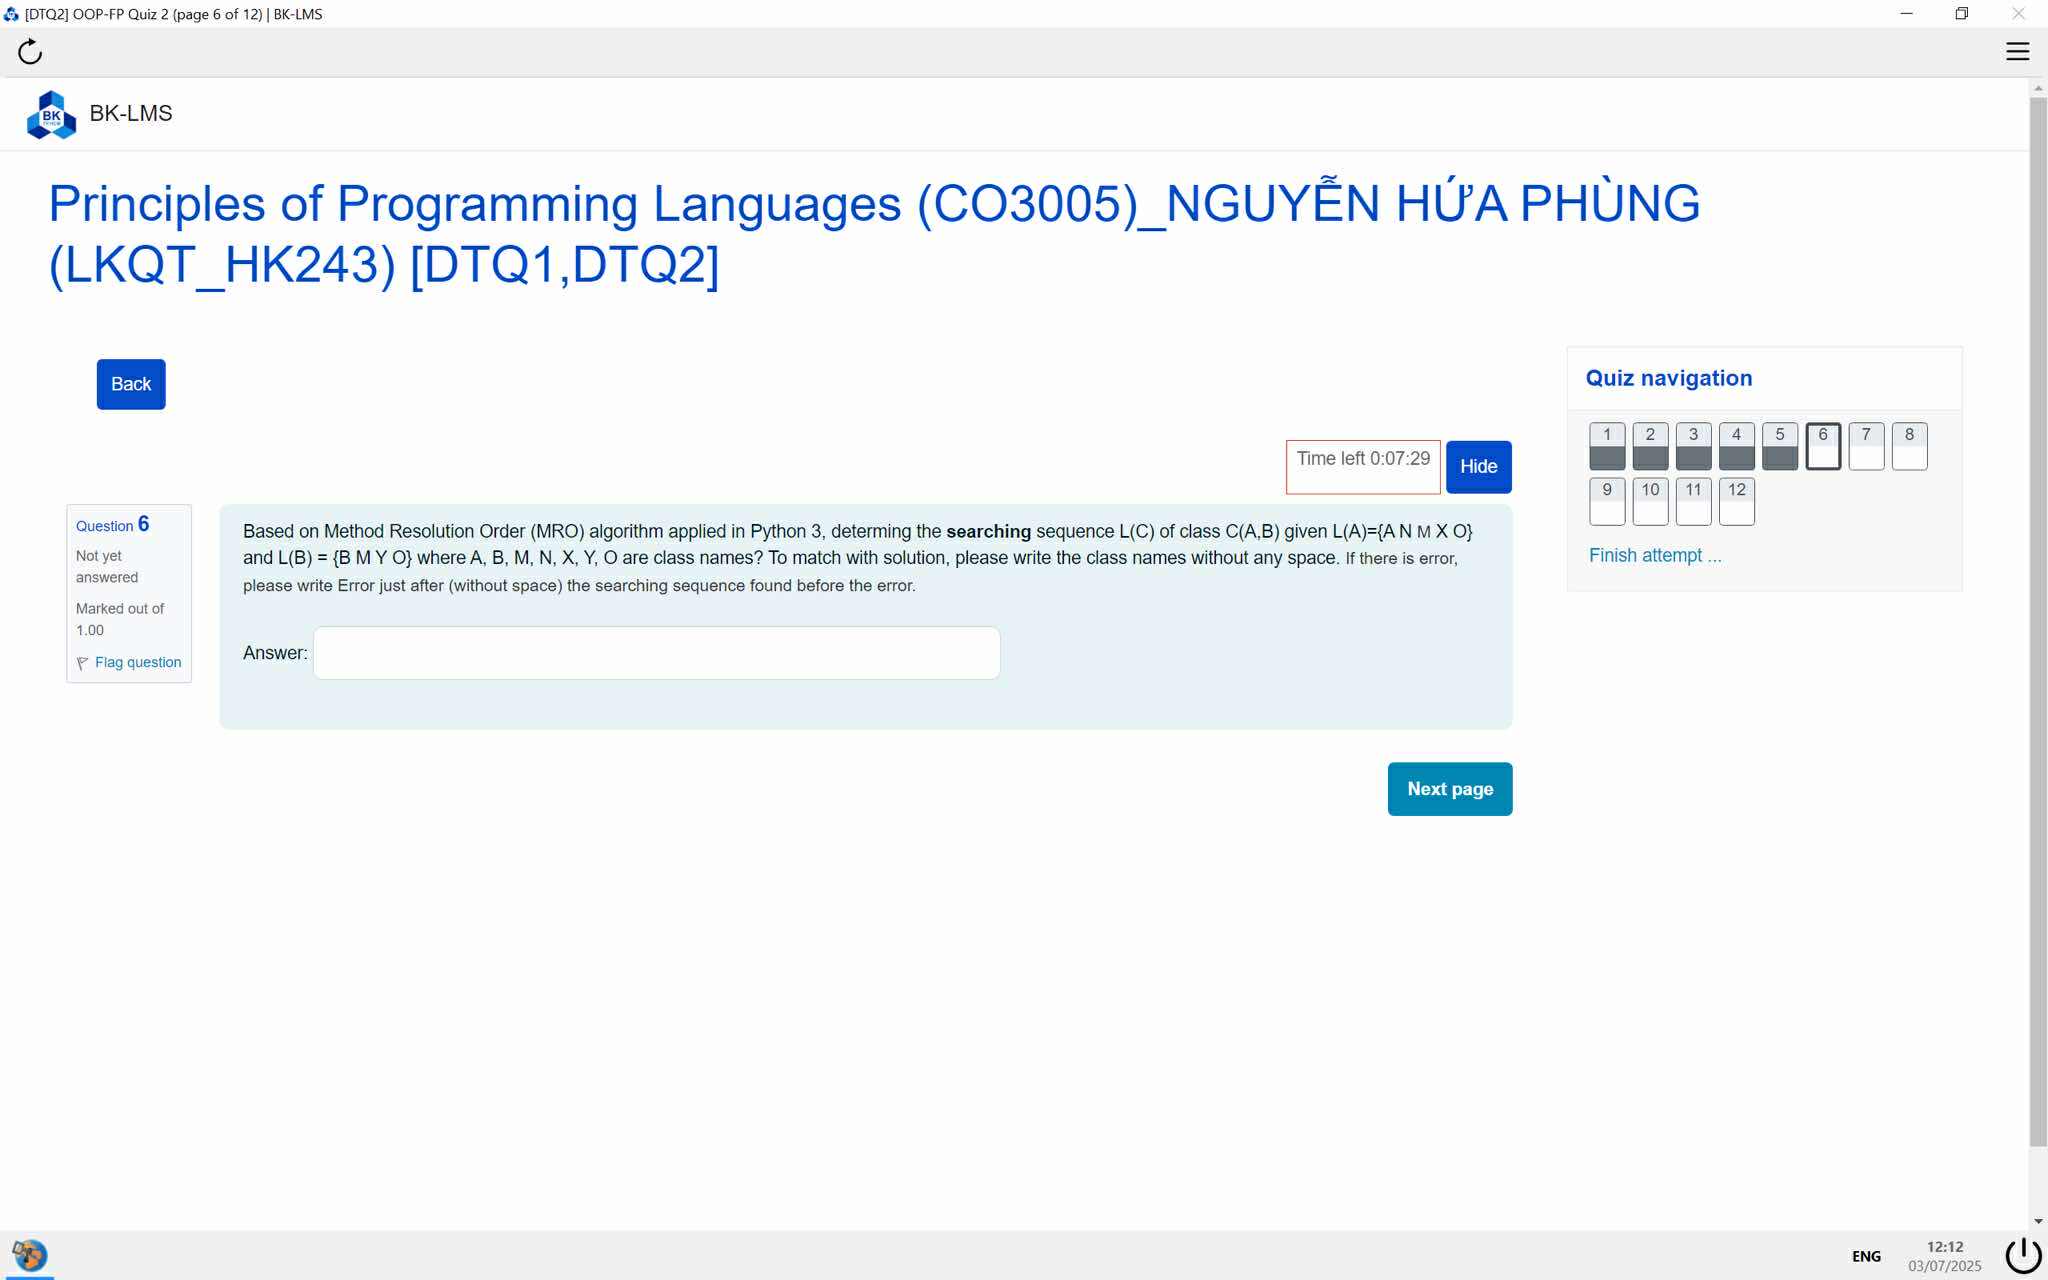 [DTQ2] OOP-FP Quiz 2 (page 6 of 12) | BK-LMS
BK
BK-LMS
Principles of Programming Languages (CO3005)_NGUYỄN HỨA PHÙNG
(LKQT_HK243) [DTQ1,DTQ2]
Back
Quiz navigation
1 2 3 4 5 6 7 8
9 10 11 12
Finish attempt ...
Time left 0:07:29
Hide
Question 6
Not yet
answered
Marked out of
1.00
Flag question
Based on Method Resolution Order (MRO) algorithm applied in Python 3, determing the searching sequence L(C) of class C(A,B) given L(A)={A N M X O}
and L(B) = {B M Y O} where A, B, M, N, X, Y, O are class names? To match with solution, please write the class names without any space. If there is error,
please write Error just after (without space) the searching sequence found before the error.
Answer:
Next page
ENG
12:12
03/07/2025